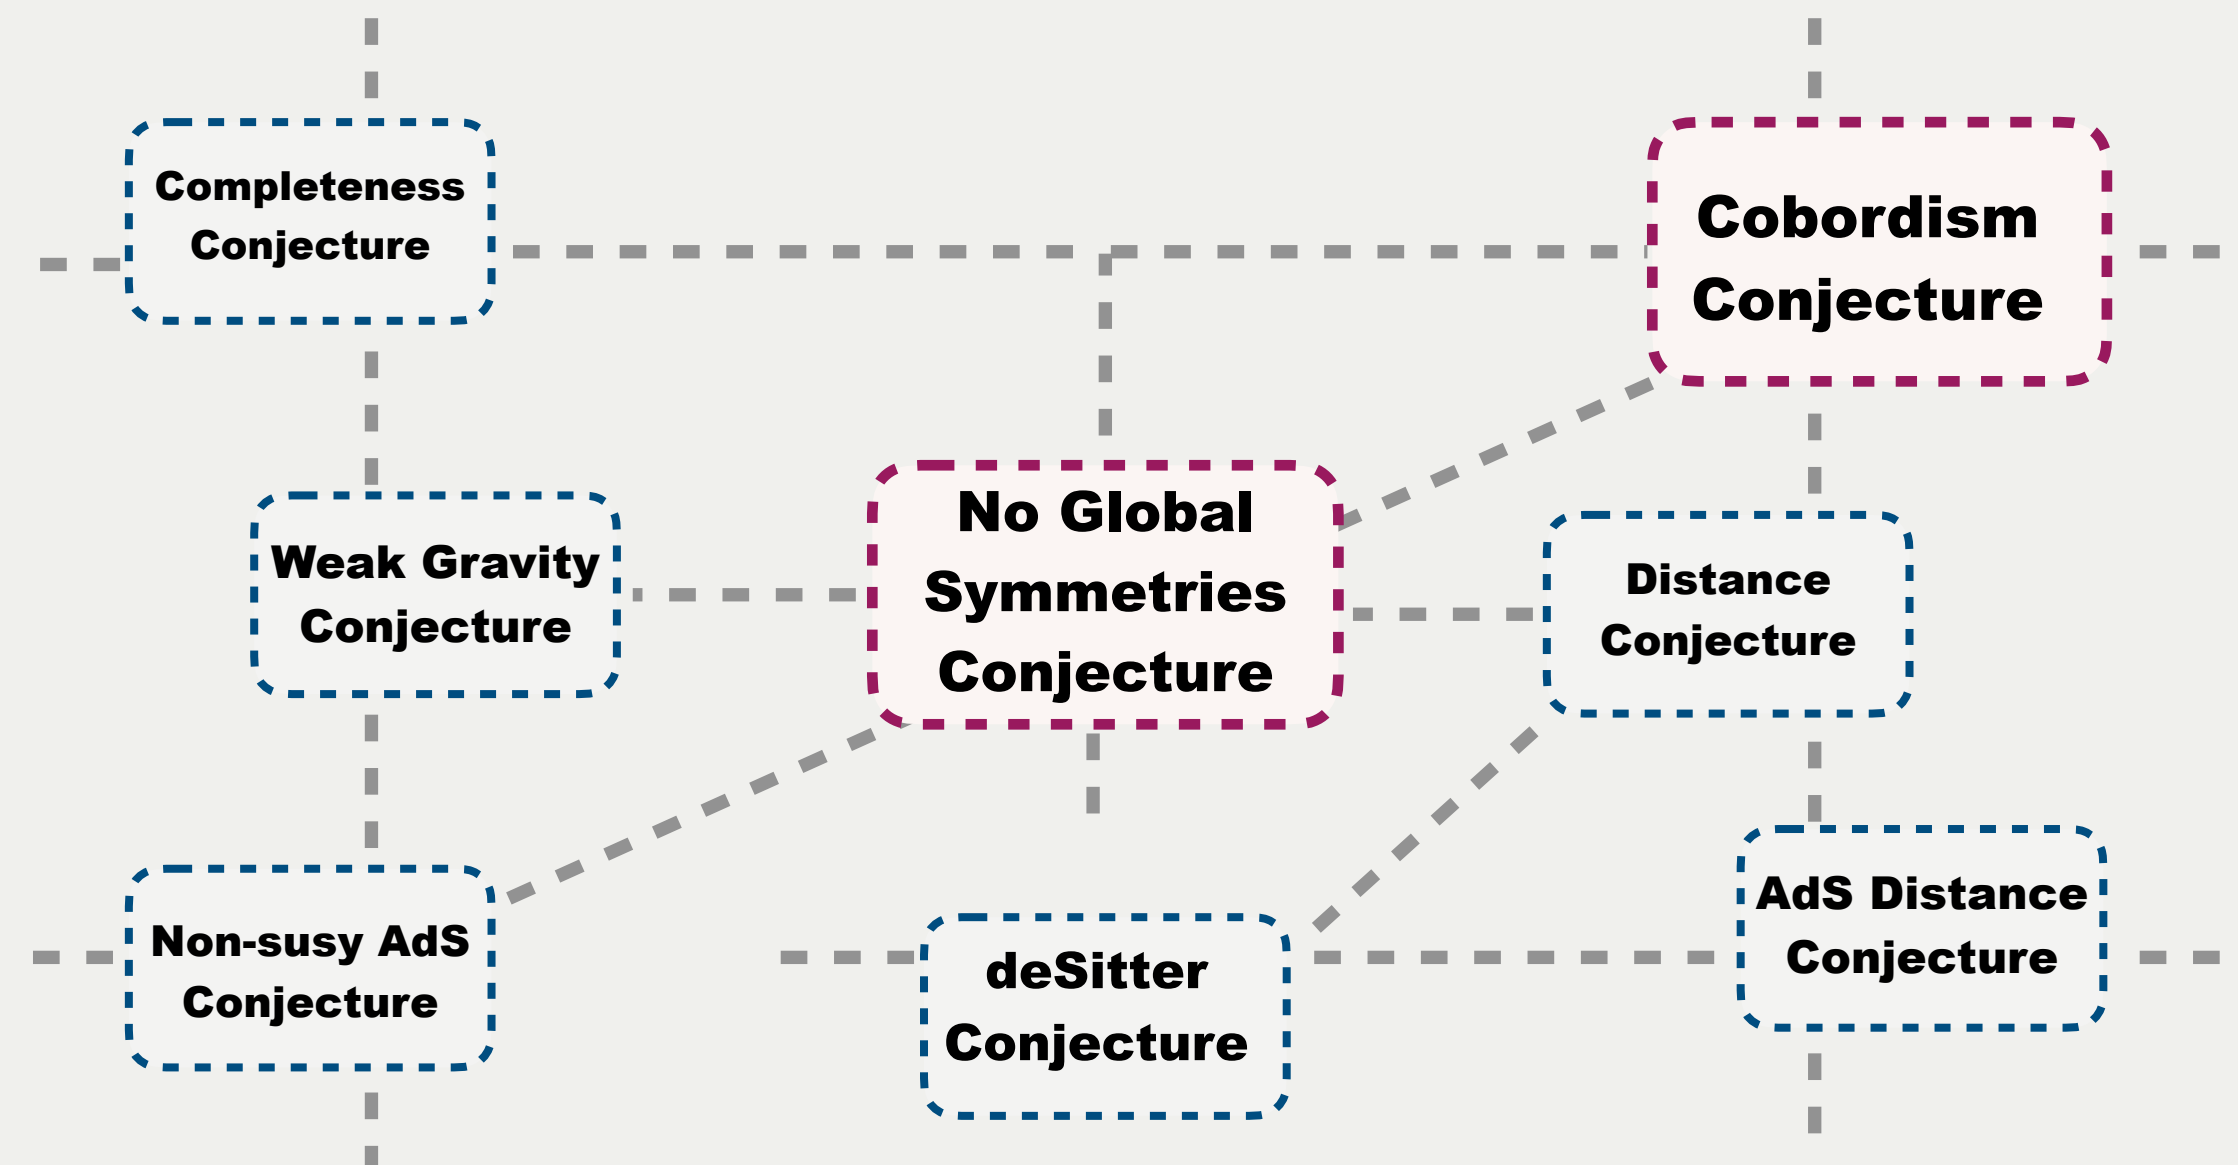 Completeness
Conjecture
Cobordism
Conjecture
Weak Gravity
Conjecture
No Global
Symmetries
Conjecture
Distance
Conjecture
Non-susy AdS
Conjecture
deSitter
Conjecture
AdS Distance
Conjecture